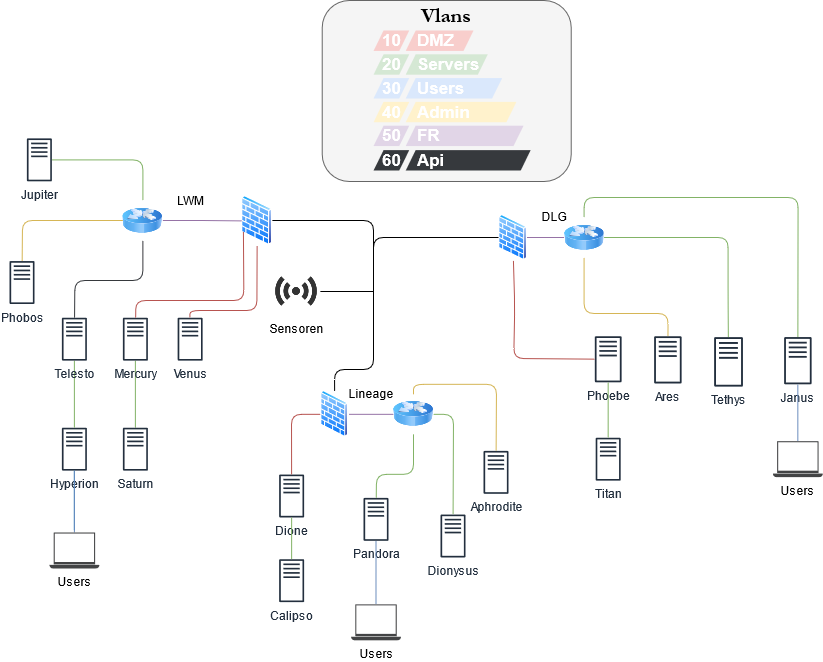 Vlans
10 DMZ
20 Servers
30 Users
40 Admin
50 FR
60 Api
Jupiter
LWM
DLG
Phobos
Sensoren
Telesto
Mercury
Venus
Lineage
Phoebe
Ares
Tethys
Janus
Hyperion
Saturn
Aphrodite
Titan
Users
Dione
Pandora
Dionysus
Users
Calipso
Users